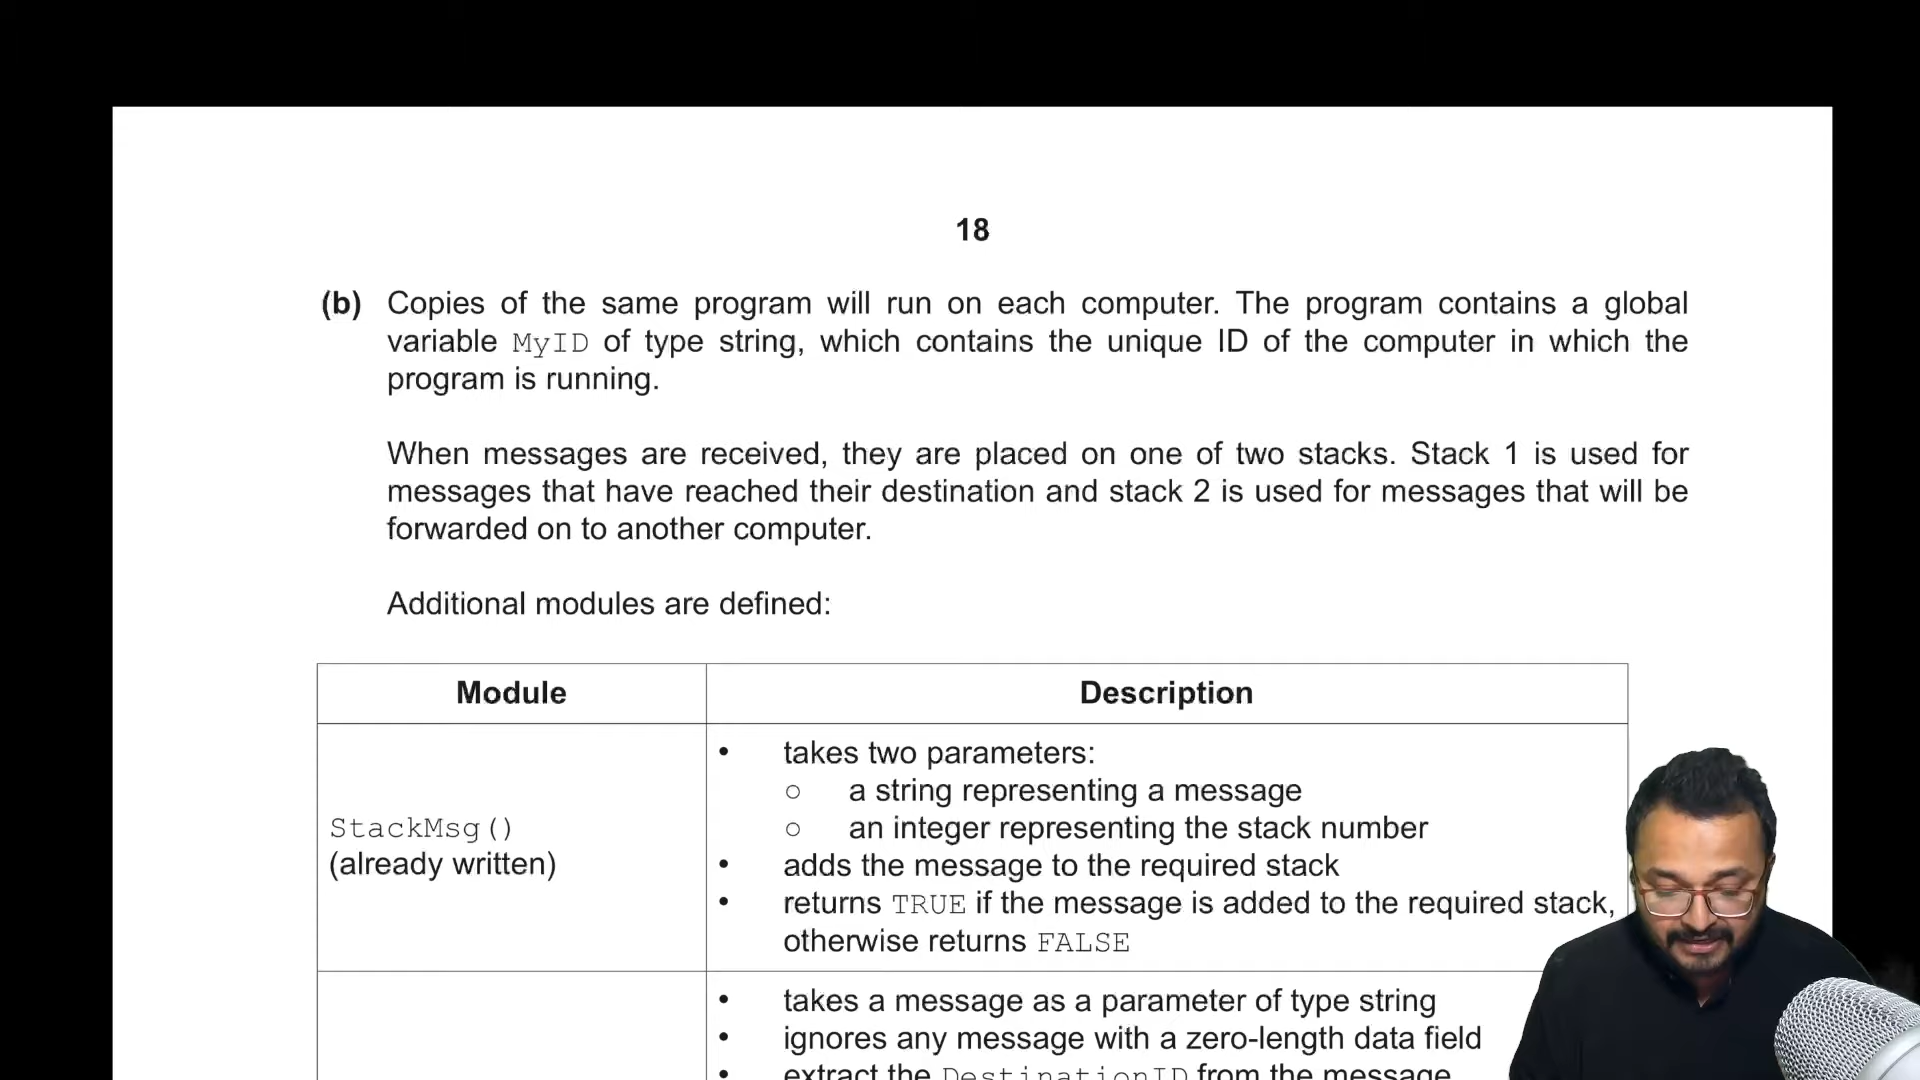 18
(b) Copies of the same program will run on each computer. The program contains a global
variable MyID of type string, which contains the unique ID of the computer in which the
program is running.
When messages are received, they are placed on one of two stacks. Stack 1 is used for
messages that have reached their destination and stack 2 is used for messages that will be
forwarded on to another computer.
Additional modules are defined:
Module Description
StackMsg()
(already written)
• takes two parameters:
○ a string representing a message
○ an integer representing the stack number
• adds the message to the required stack
• returns TRUE if the message is added to the required stack,
otherwise returns FALSE
• takes a message as a parameter of type string
• ignores any message with a zero-length data field
• extract the DestinationID from the message